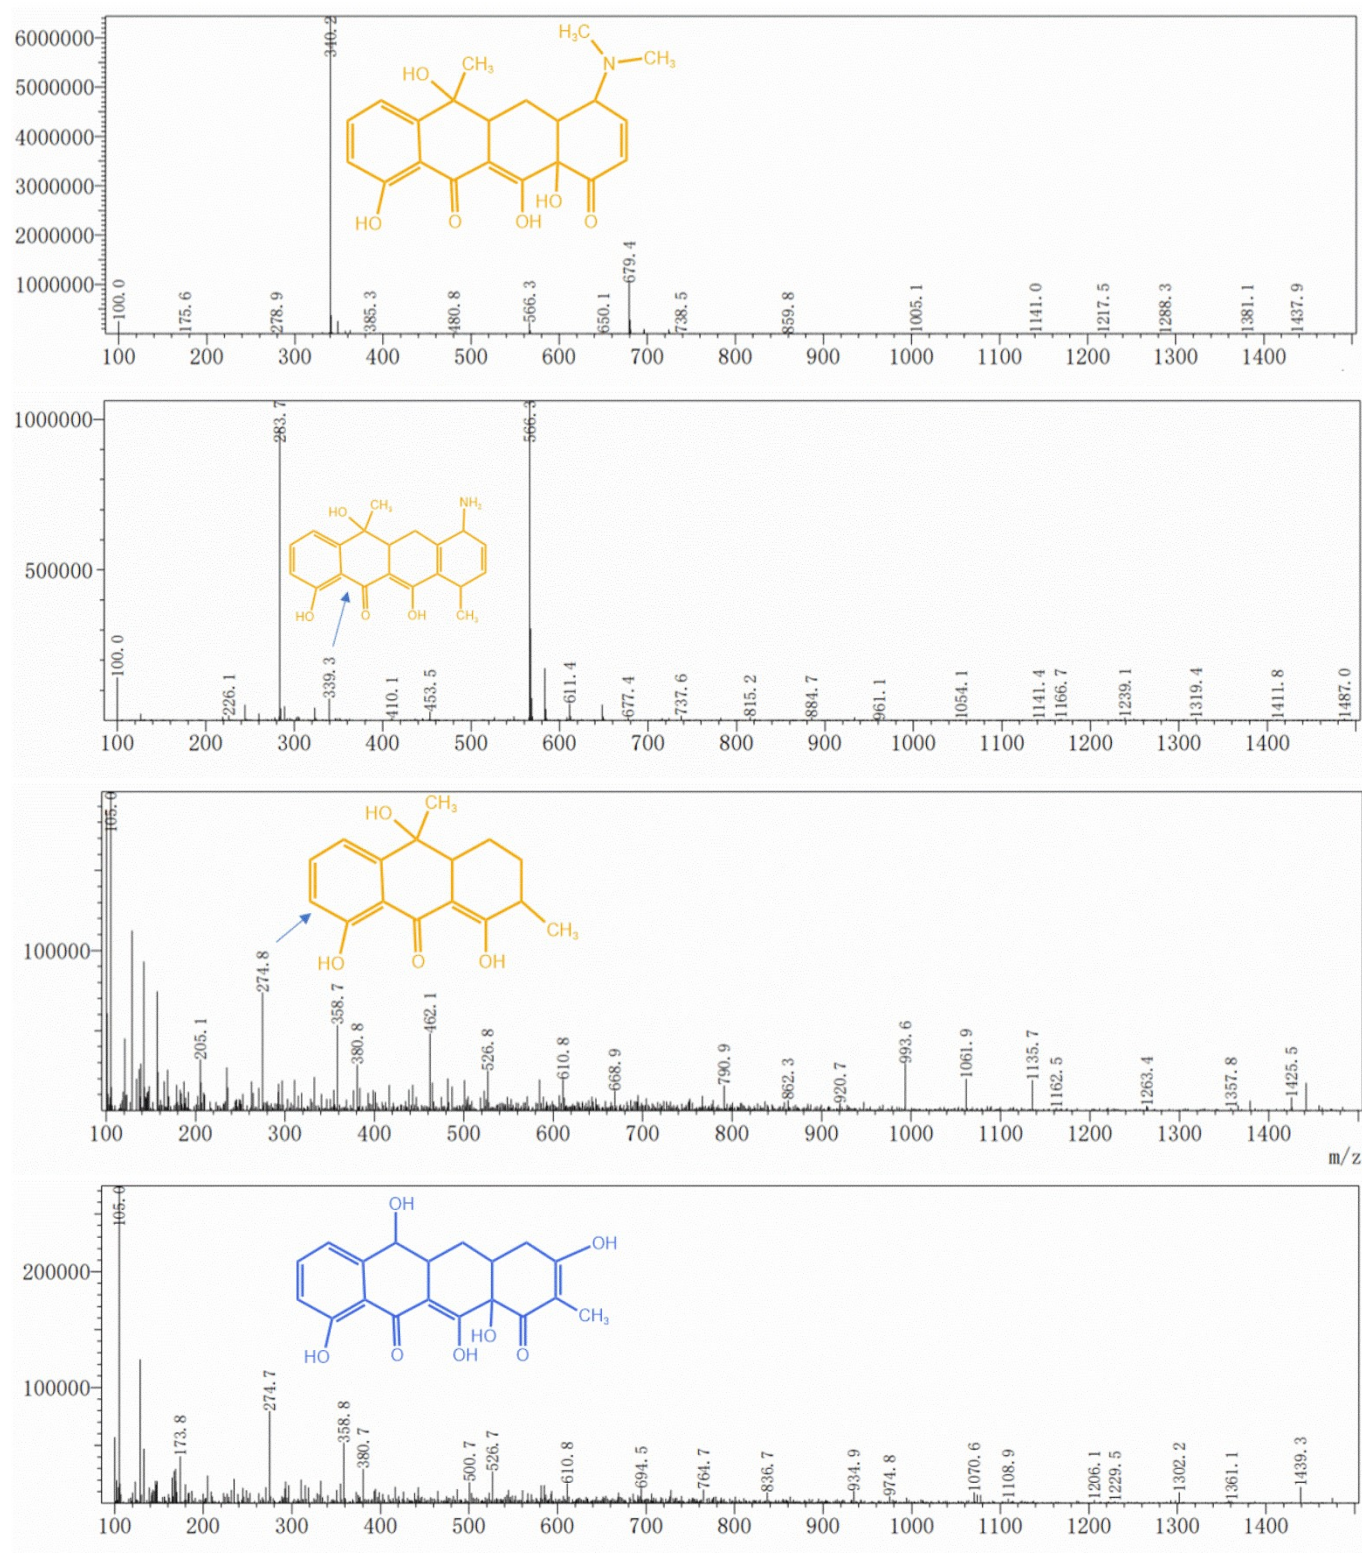 6000000
5000000
4000000
3000000
2000000
1000000
340.2
H₃C
N
CH₃
HO
CH₃
HO
O
OH
HO
O
100.0
175.6
278.9
385.3
480.8
566.3
650.1
679.4
738.5
859.8
1005.1
1141.0
1217.5
1288.3
1381.1
1437.9
100 200 300 400 500 600 700 800 900 1000 1100 1200 1300 1400
1000000
500000
283.7
566.3
HO
CH₃
NH₂
HO
O
OH
CH₃
100.0
226.1
339.3
410.1
453.5
611.4
677.4
737.6
815.2
884.7
961.1
1054.1
1141.4
1166.7
1239.1
1319.4
1411.8
1487.0
100 200 300 400 500 600 700 800 900 1000 1100 1200 1300 1400
105.0
100000
HO
CH₃
CH₃
HO
O
OH
205.1
274.8
358.7
380.8
462.1
526.8
610.8
668.9
790.9
862.3
920.7
993.6
1061.9
1135.7
1162.5
1263.4
1357.8
1425.5
100 200 300 400 500 600 700 800 900 1000 1100 1200 1300 1400
m/z
105.0
200000
100000
OH
OH
CH₃
HO
O
OH
HO
O
173.8
274.7
358.8
380.7
500.7
526.7
610.8
694.5
764.7
836.7
934.9
974.8
1070.6
1108.9
1206.1
1229.5
1302.2
1361.1
1439.3
100 200 300 400 500 600 700 800 900 1000 1100 1200 1300 1400